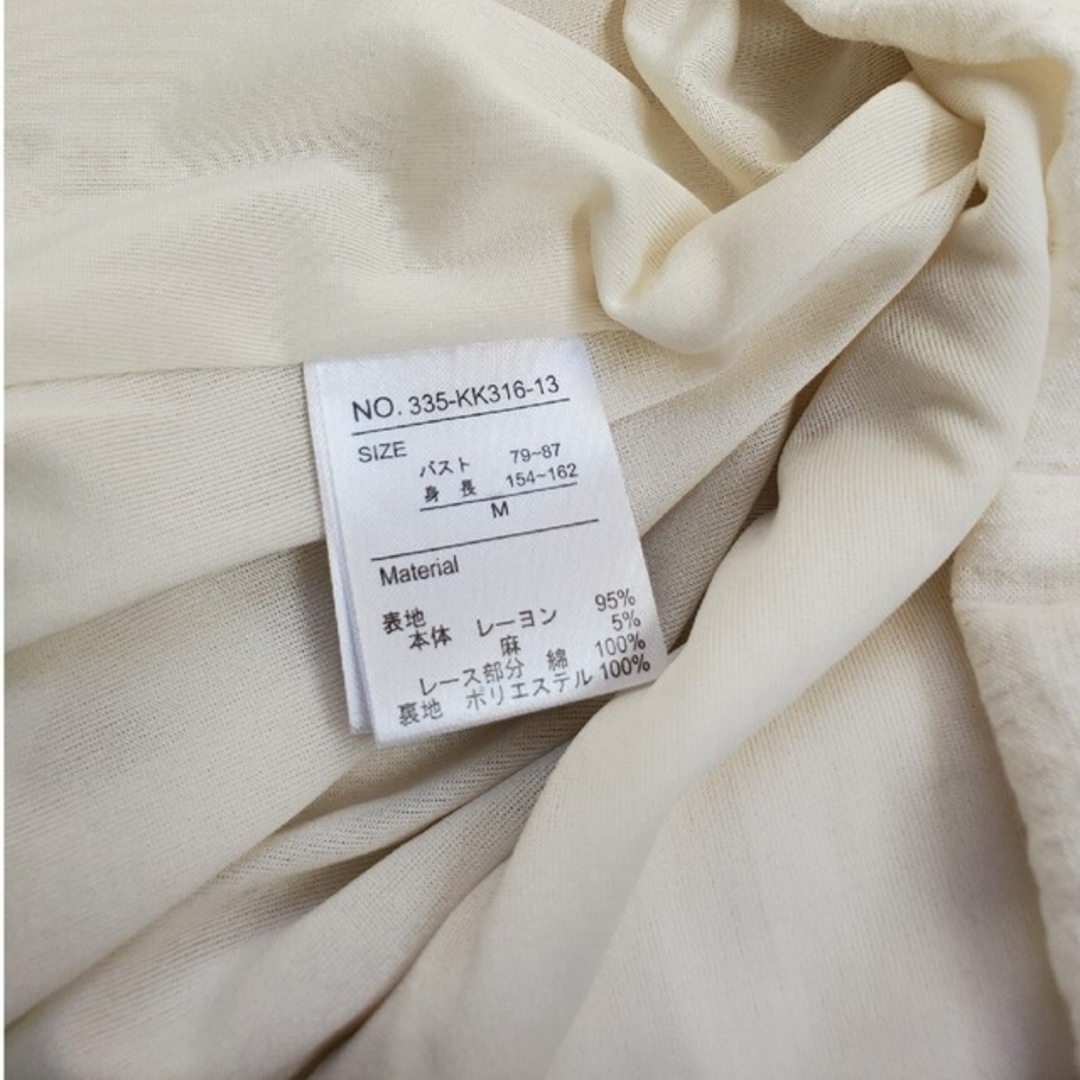 NO. 335-KK316-13
SIZE
バスト 79~87
身長 154~162
M
Material
表地 95%
本体 レーヨン 5%
麻 100%
レース部分 綿
裏地 ポリエステル 100%